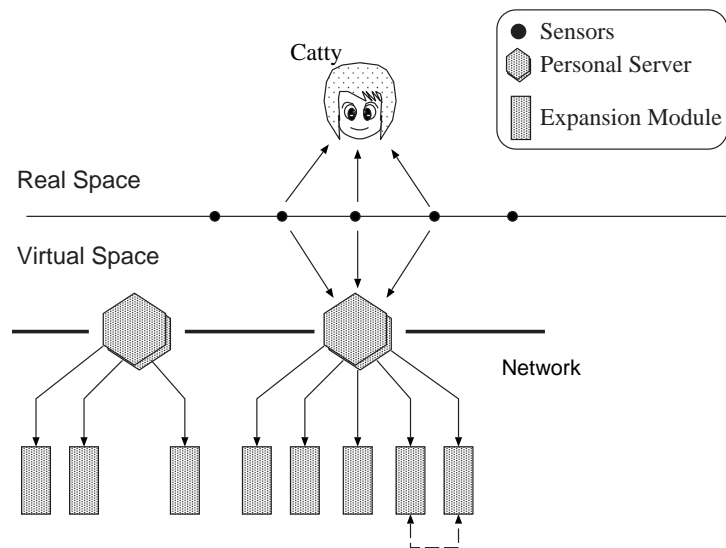 Catty
Sensors
Personal Server
Expansion Module
Real Space
Virtual Space
Network